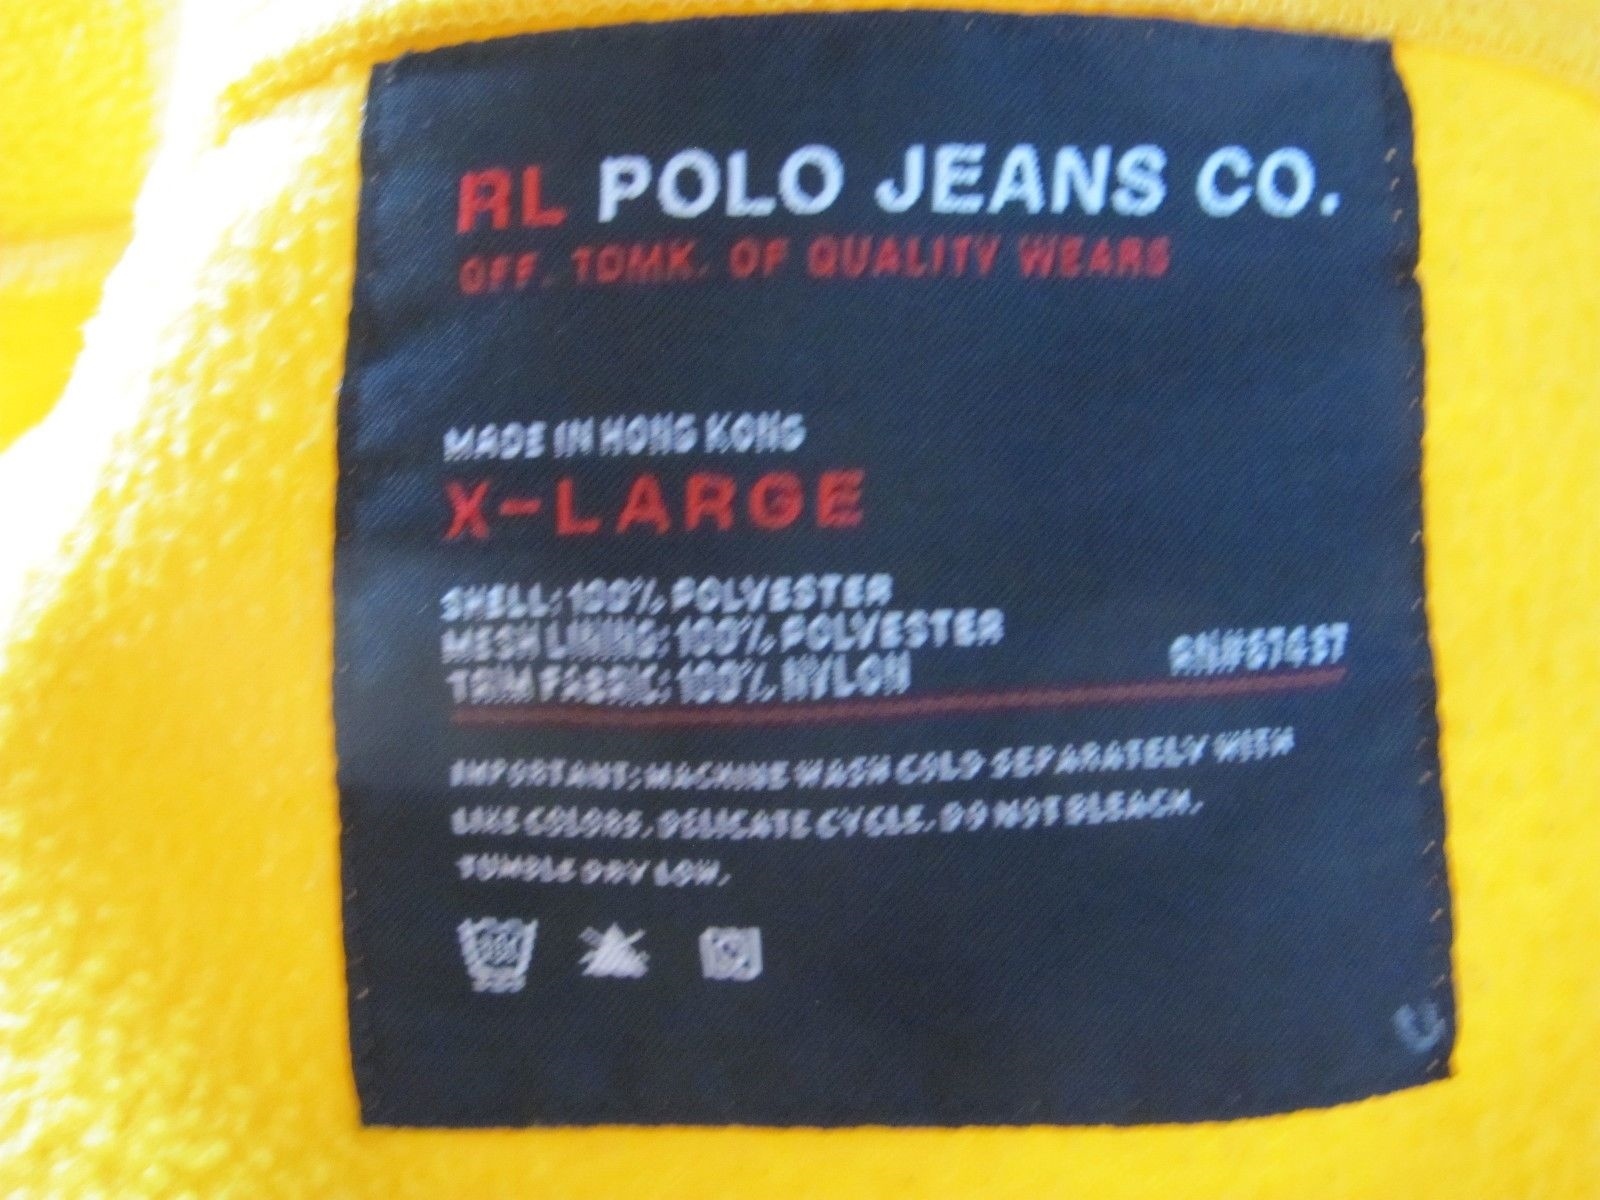 RL POLO JEANS CO.
OFF. TDMK. OF QUALITY WEARS
MADE IN HONG KONG
X-LARGE
SHELL: 100% POLYESTER
MESH LINING: 100% POLYESTER
TRIM FABRIC: 100% NYLON
IMPORTANT: MACHINE WASH COLD SEPARATELY WITH
LIKE COLORS. DELICATE CYCLE. DO NOT BLEACH.
TUMBLE DRY LOW.